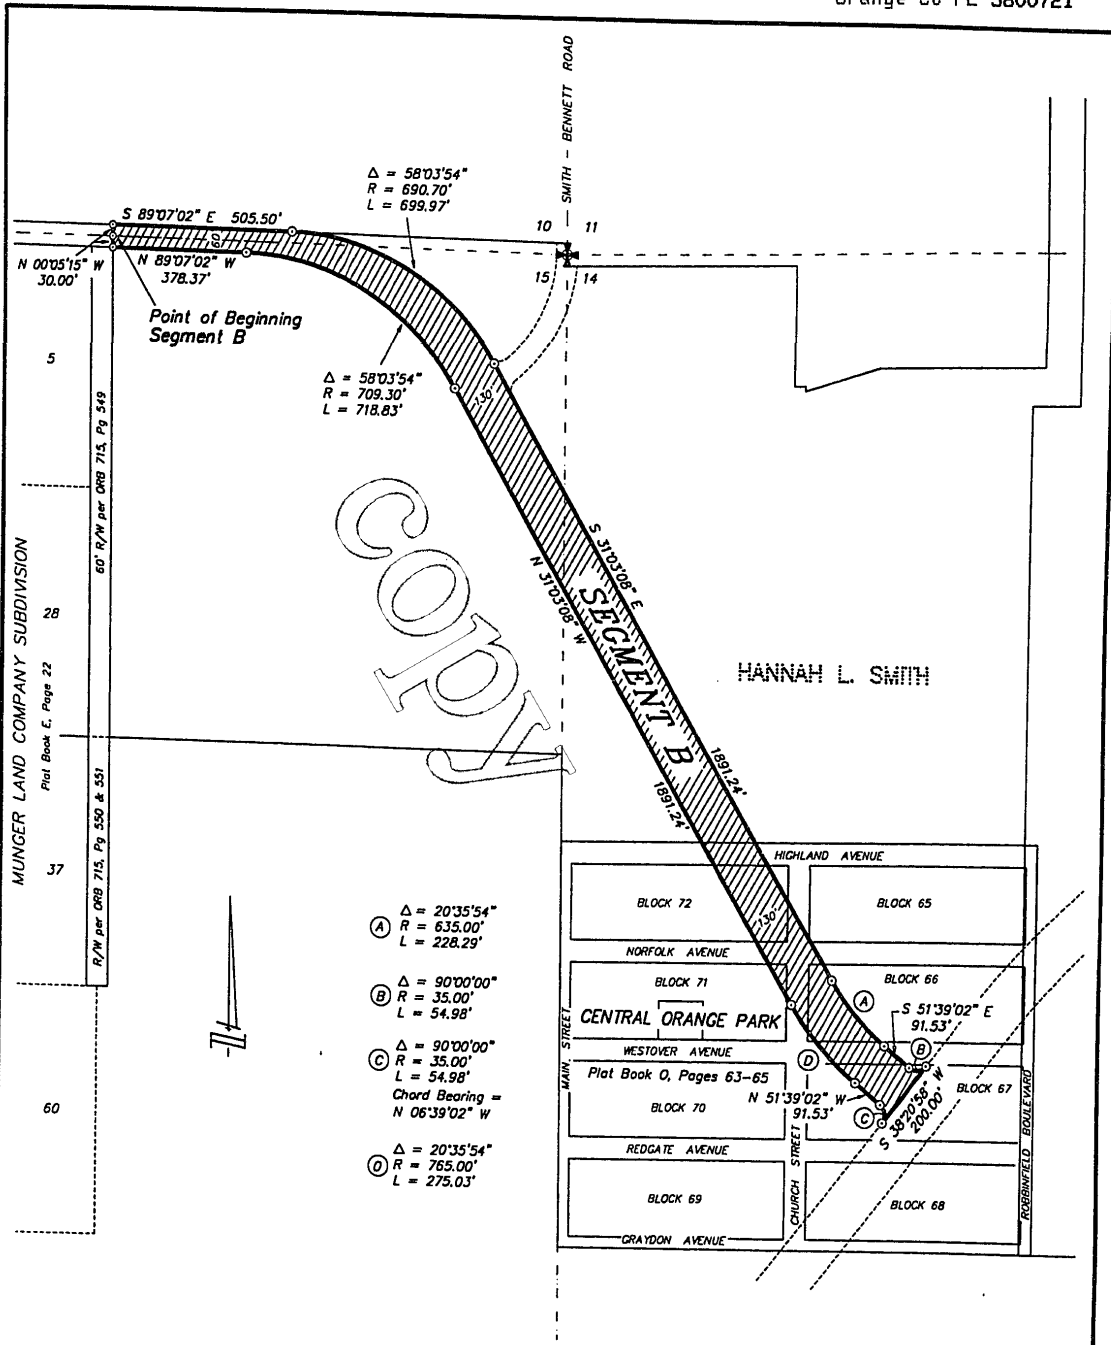 Orange Co FL 5800721
SMITH - BENNETT ROAD
Δ = 58°03'54"
R = 690.70'
L = 699.97'
S 89°07'02" E 505.50'
10 11
15 14
60'
N 89°07'02" W
378.37'
N 00°05'15" W
30.00'
Point of Beginning
Segment B
5
Δ = 58°03'54"
R = 709.30'
L = 718.83'
130'
60' R/W per ORB 715, Pg 549
copy
S 31°03'08" E
N 31°03'08" W
SEGMENT B
HANNAH L. SMITH
MUNGER LAND COMPANY SUBDIVISION
Plat Book E, Page 22
28
1891.24'
1891.24'
R/W per ORB 715, Pg 550 & 551
37
HIGHLAND AVENUE
BLOCK 72
BLOCK 65
130'
NORFOLK AVENUE
BLOCK 71
BLOCK 66
A
S 51°39'02" E
91.53'
CENTRAL ORANGE PARK
MAIN STREET
WESTOVER AVENUE
D
B
Plat Book O, Pages 63-65
BLOCK 67
N 51°39'02" W
91.53'
BLOCK 70
C
S 38°20'58" W
200.00'
REDGATE AVENUE
CHURCH STREET
ROBBINFIELD BOULEVARD
BLOCK 69
BLOCK 68
GRAYDON AVENUE
A
Δ = 20°35'54"
R = 635.00'
L = 228.29'
B
Δ = 90°00'00"
R = 35.00'
L = 54.98'
C
Δ = 90°00'00"
R = 35.00'
L = 54.98'
Chord Bearing =
N 06°39'02" W
D
Δ = 20°35'54"
R = 765.00'
L = 275.03'
60